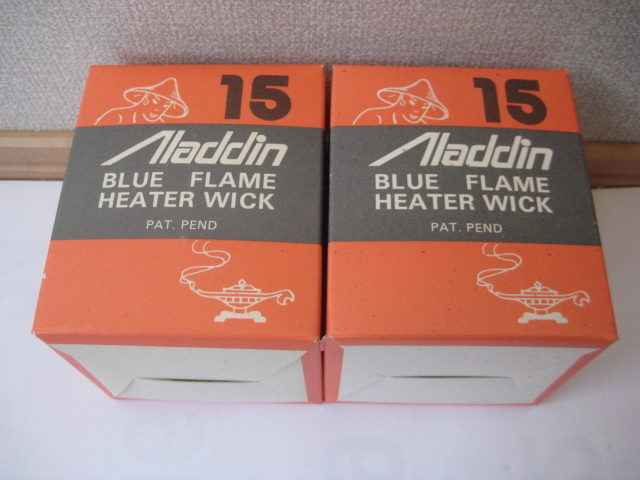 15
Aladdin
BLUE FLAME
HEATER WICK
PAT. PEND
15
Aladdin
BLUE FLAME
HEATER WICK
PAT. PEND